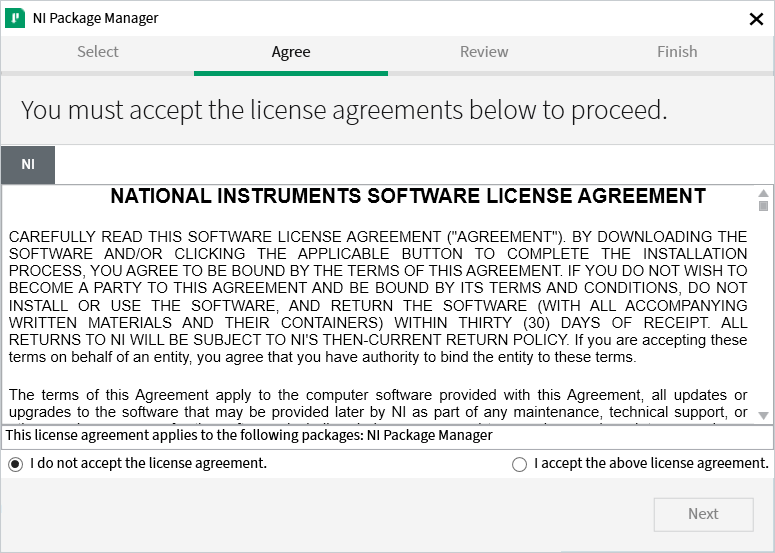 NI Package Manager
Select
Agree
Review
Finish
You must accept the license agreements below to proceed.
NI
NATIONAL INSTRUMENTS SOFTWARE LICENSE AGREEMENT
CAREFULLY READ THIS SOFTWARE LICENSE AGREEMENT ("AGREEMENT"). BY DOWNLOADING THE
SOFTWARE AND/OR CLICKING THE APPLICABLE BUTTON TO COMPLETE THE INSTALLATION
PROCESS, YOU AGREE TO BE BOUND BY THE TERMS OF THIS AGREEMENT. IF YOU DO NOT WISH TO
BECOME A PARTY TO THIS AGREEMENT AND BE BOUND BY ITS TERMS AND CONDITIONS, DO NOT
INSTALL OR USE THE SOFTWARE, AND RETURN THE SOFTWARE (WITH ALL ACCOMPANYING
WRITTEN MATERIALS AND THEIR CONTAINERS) WITHIN THIRTY (30) DAYS OF RECEIPT. ALL
RETURNS TO NI WILL BE SUBJECT TO NI'S THEN-CURRENT RETURN POLICY. If you are accepting these
terms on behalf of an entity, you agree that you have authority to bind the entity to these terms.
The terms of this Agreement apply to the computer software provided with this Agreement, all updates or
upgrades to the software that may be provided later by NI as part of any maintenance, technical support, or
This license agreement applies to the following packages: NI Package Manager
I do not accept the license agreement.
I accept the above license agreement.
Next